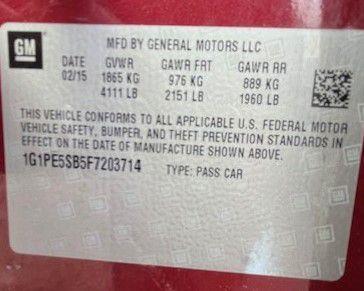 GM
MFD BY GENERAL MOTORS LLC
DATE GVWR GAWR FRT GAWR RR
02/15 1865 KG 976 KG 889 KG
4111 LB 2151 LB 1960 LB
THIS VEHICLE CONFORMS TO ALL APPLICABLE U.S. FEDERAL MOTOR
VEHICLE SAFETY, BUMPER, AND THEFT PREVENTION STANDARDS IN
EFFECT ON THE DATE OF MANUFACTURE SHOWN ABOVE.
1G1PE5SB5F7203714 TYPE: PASS CAR